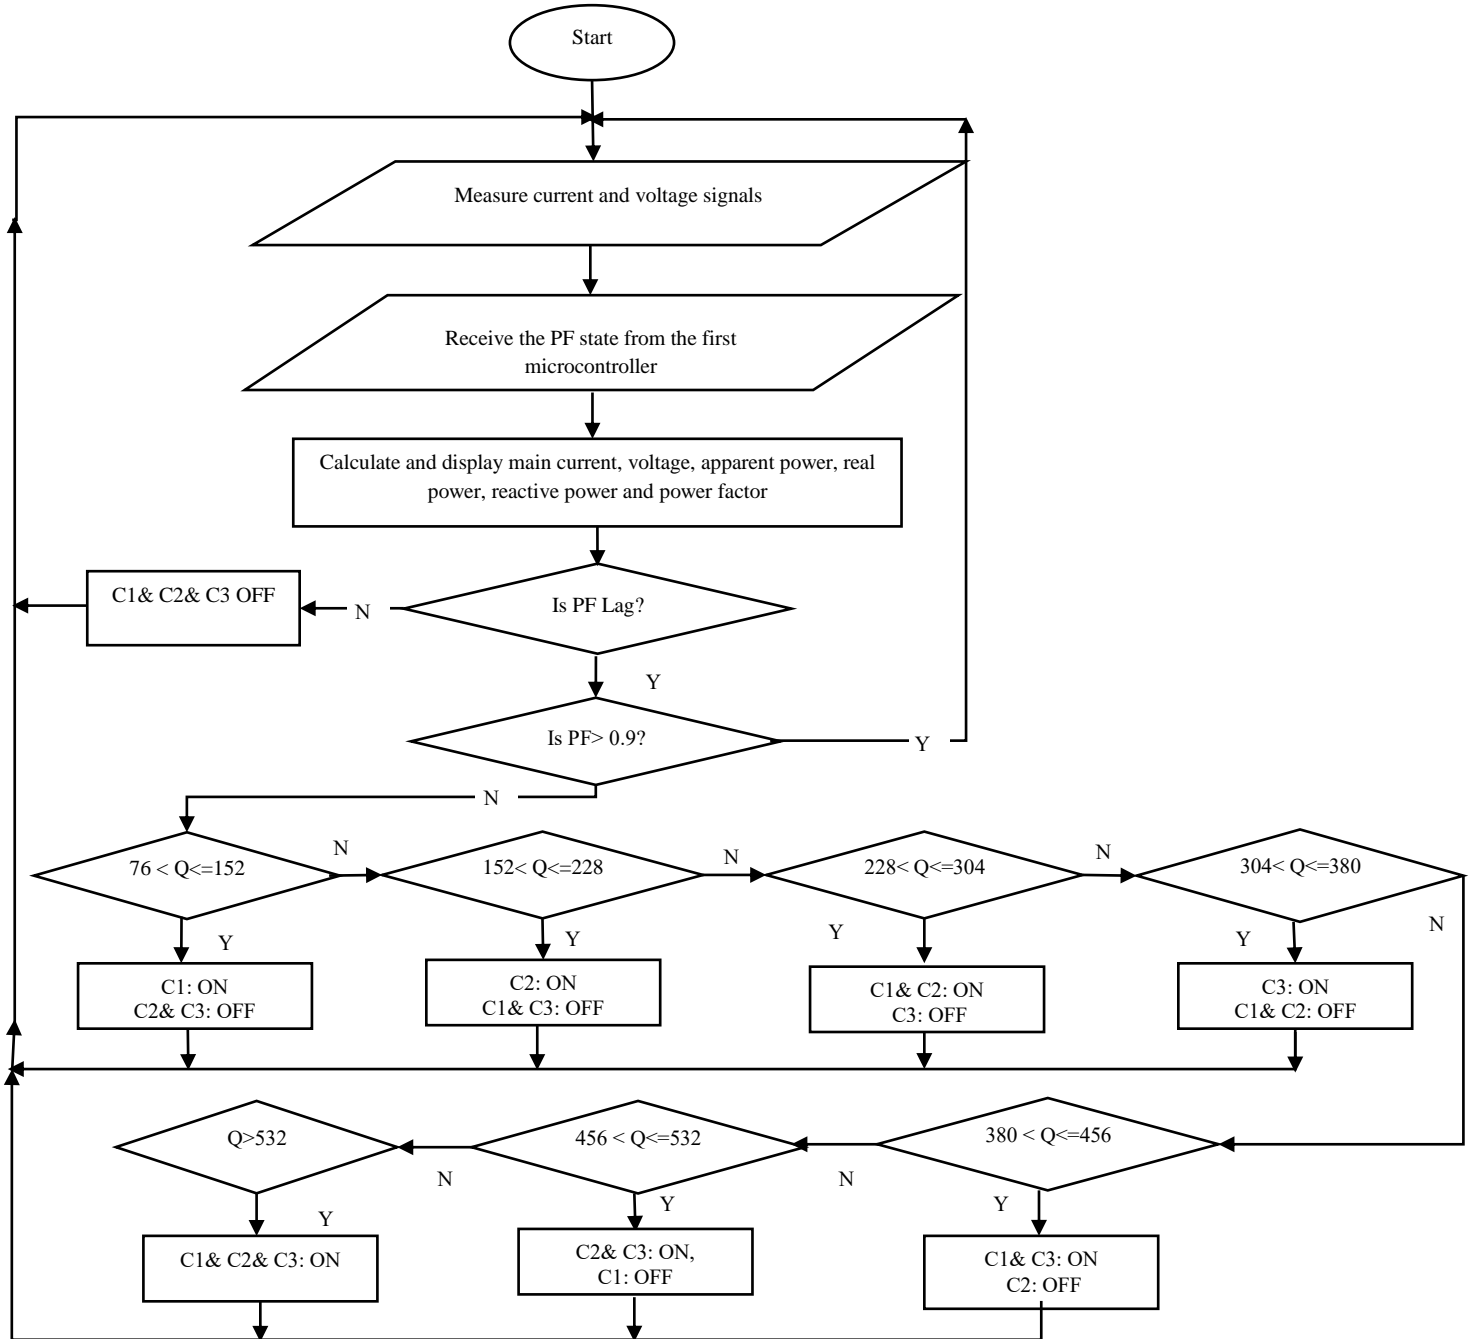 Start
Measure current and voltage signals
Receive the PF state from the first
microcontroller
Calculate and display main current, voltage, apparent power, real
power, reactive power and power factor
C1& C2& C3 OFF
N
Is PF Lag?
Y
Is PF> 0.9?
Y
N
76 < Q<=152
N
152< Q<=228
N
228< Q<=304
N
304< Q<=380
N
Y
Y
Y
Y
C1: ON
C2& C3: OFF
C2: ON
C1& C3: OFF
C1& C2: ON
C3: OFF
C3: ON
C1& C2: OFF
Q>532
456 < Q<=532
380 < Q<=456
N
N
Y
Y
Y
C1& C2& C3: ON
C2& C3: ON,
C1: OFF
C1& C3: ON
C2: OFF